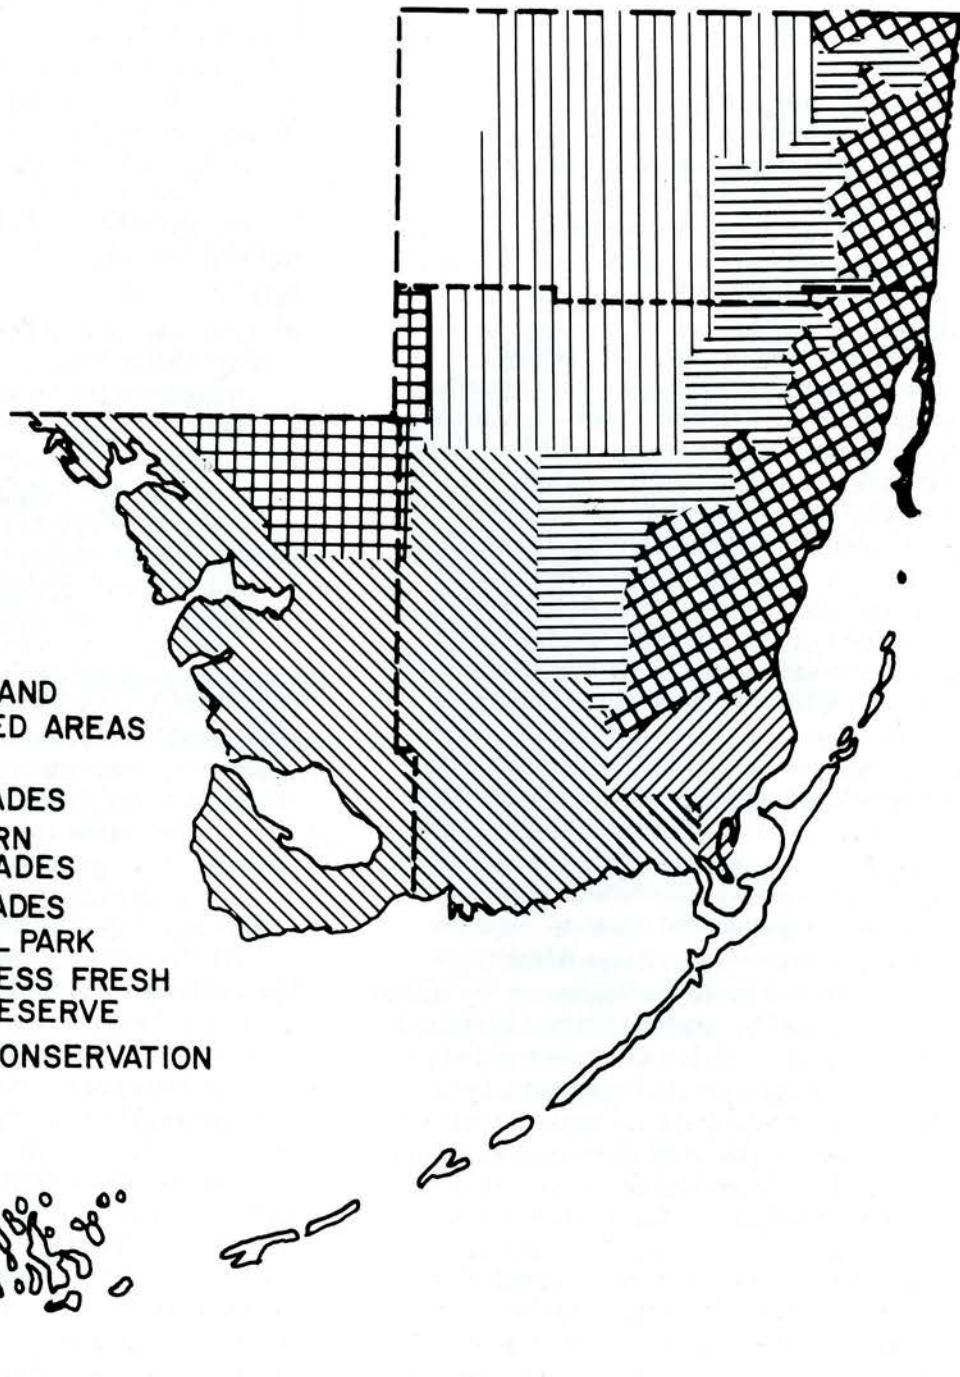 AND
ED AREAS
ADES
RN
ADES
ADES
L PARK
ESS FRESH
ESERVE
ONSERVATION